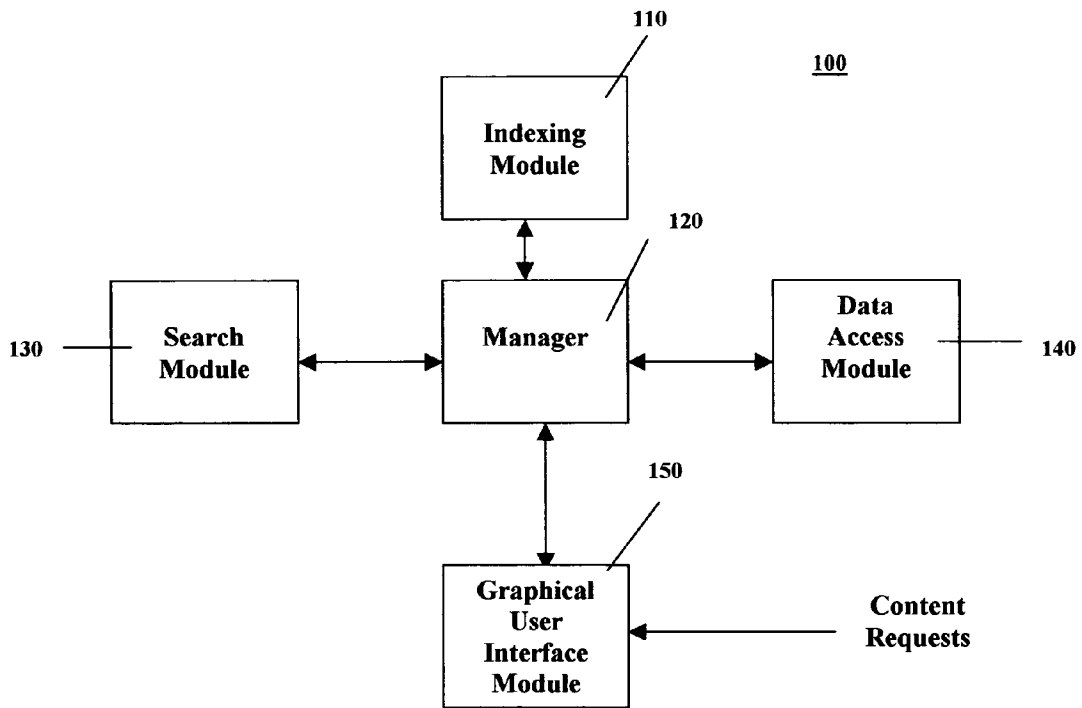 110
100
Indexing
Module
120
130
Search
Module
Manager
Data
Access
Module
140
150
Graphical
User
Interface
Module
Content
Requests